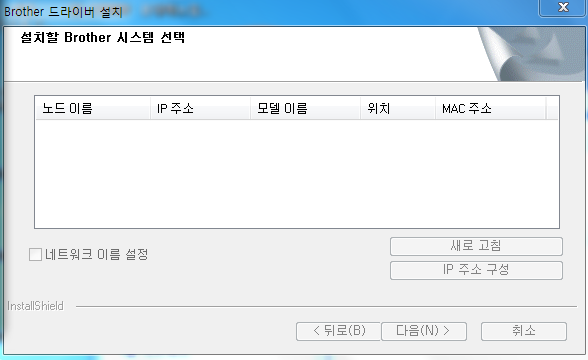 Brother 드라이버 설치
설치할 Brother 시스템 선택
노드 이름 IP 주소 모델 이름 위치 MAC 주소
네트워크 이름 설정
새로 고침
IP 주소 구성
InstallShield
< 뒤로(B) 다음(N) > 취소